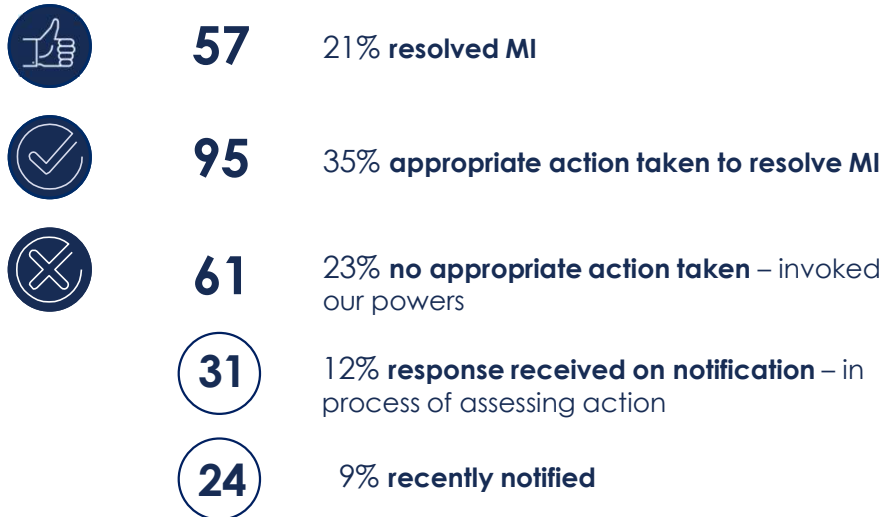 57 21% resolved MI
95 35% appropriate action taken to resolve MI
61 23% no appropriate action taken – invoked
our powers
31 12% response received on notification – in
process of assessing action
24 9% recently notified